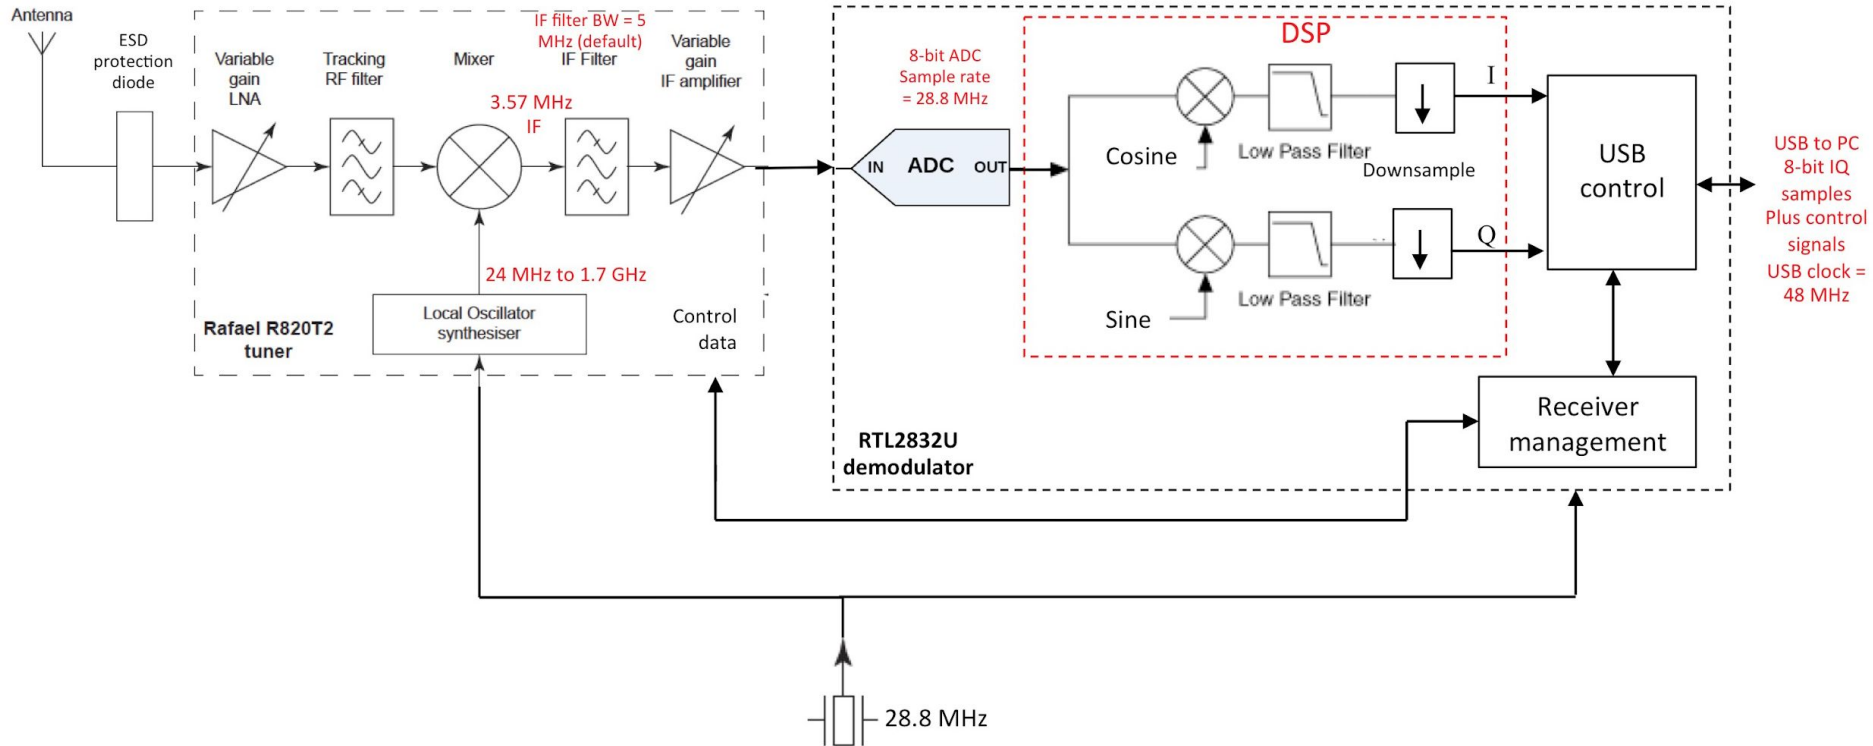 Antenna
ESD
protection
diode
Variable
gain
LNA
Tracking
RF filter
Mixer
IF filter BW = 5
MHz (default)
IF Filter
Variable
gain
IF amplifier
3.57 MHz
IF
24 MHz to 1.7 GHz
Local Oscillator
synthesiser
Rafael R820T2
tuner
Control
data
8-bit ADC
Sample rate
= 28.8 MHz
IN
ADC
OUT
DSP
Cosine
Low Pass Filter
Downsample
I
Sine
Low Pass Filter
Q
USB
control
USB to PC
8-bit IQ
samples
Plus control
signals
USB clock =
48 MHz
Receiver
management
RTL2832U
demodulator
28.8 MHz